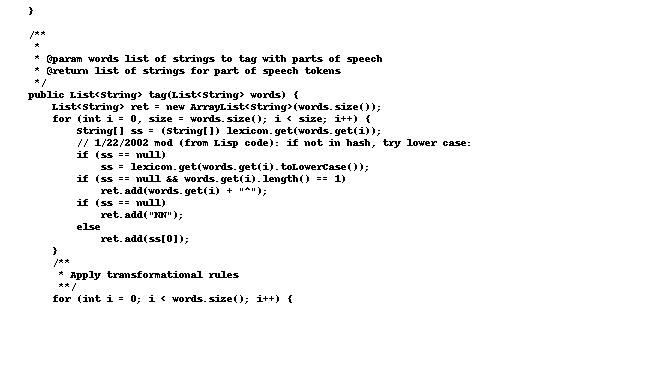 }
/**
*
* @param words list of strings to tag with parts of speech
* @return list of strings for part of speech tokens
*/
public List<String> tag(List<String> words) {
List<String> ret = new ArrayList<String>(words.size());
for (int i = 0, size = words.size(); i < size; i++) {
String[] ss = (String[]) lexicon.get(words.get(i));
// 1/22/2002 mod (from Lisp code): if not in hash, try lower case:
if (ss == null)
ss = lexicon.get(words.get(i).toLowerCase());
if (ss == null && words.get(i).length() == 1)
ret.add(words.get(i) + "^");
if (ss == null)
ret.add("NN");
else
ret.add(ss[0]);
}
/**
* Apply transformational rules
**/
for (int i = 0; i < words.size(); i++) {